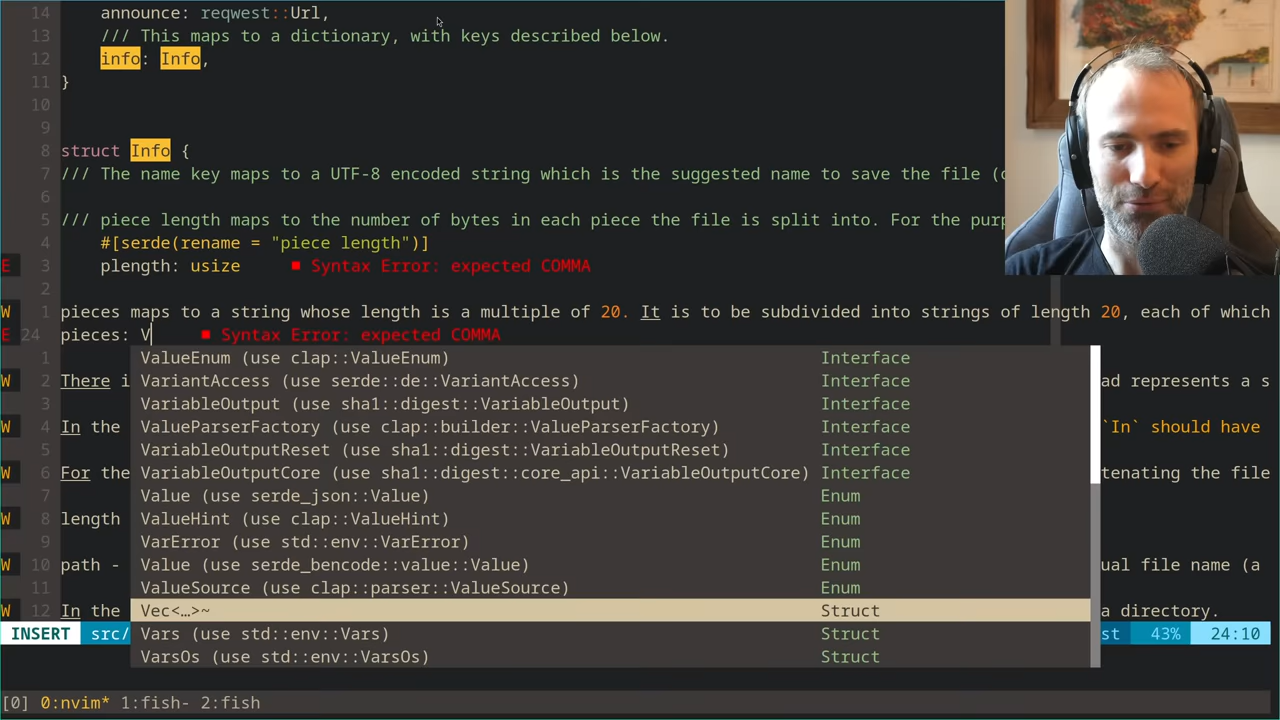 14 announce: reqwest::Url,
13 /// This maps to a dictionary, with keys described below.
12 info: Info,
11 }
10
9
8 struct Info {
7 /// The name key maps to a UTF-8 encoded string which is the suggested name to save the file (
6
5 /// piece length maps to the number of bytes in each piece the file is split into. For the pur
4 #[serde(rename = "piece length")]
E 3 plength: usize ■ Syntax Error: expected COMMA
2
W 1 pieces maps to a string whose length is a multiple of 20. It is to be subdivided into strings of length 20, each of which
E 24 pieces: V ■ Syntax Error: expected COMMA
1 ValueEnum (use clap::ValueEnum) Interface
W 2 There i VariantAccess (use serde::de::VariantAccess) Interface ad represents a s
3 VariableOutput (use sha1::digest::VariableOutput) Interface
W 4 In the ValueParserFactory (use clap::builder::ValueParserFactory) Interface `In` should have
5 VariableOutputReset (use sha1::digest::VariableOutputReset) Interface
W 6 For the VariableOutputCore (use sha1::digest::core_api::VariableOutputCore) Interface tenating the file
7 Value (use serde_json::Value) Enum
W 8 length ValueHint (use clap::ValueHint) Enum
9 VarError (use std::env::VarError) Enum
W 10 path - Value (use serde_bencode::value::Value) Enum ual file name (a
11 ValueSource (use clap::parser::ValueSource) Enum
W 12 In the Vec<…>~ Struct a directory.
INSERT src/ Vars (use std::env::Vars) Struct st 43% 24:10
VarsOs (use std::env::VarsOs) Struct
[0] 0:nvim* 1:fish- 2:fish